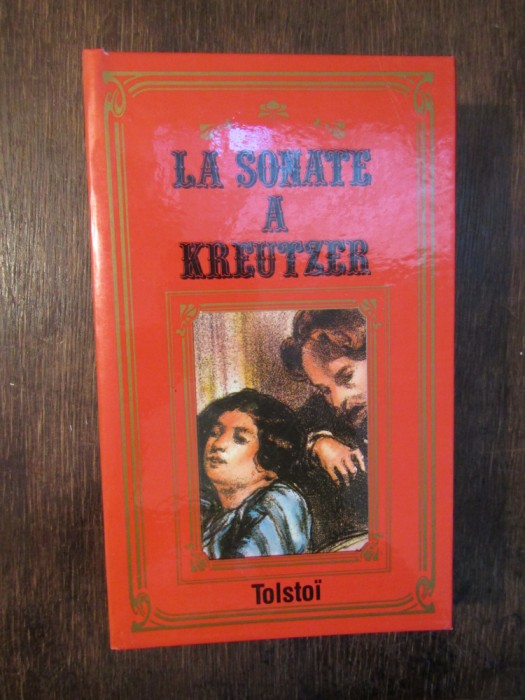 LA SONATE
A
KREUTZER
Tolstoï